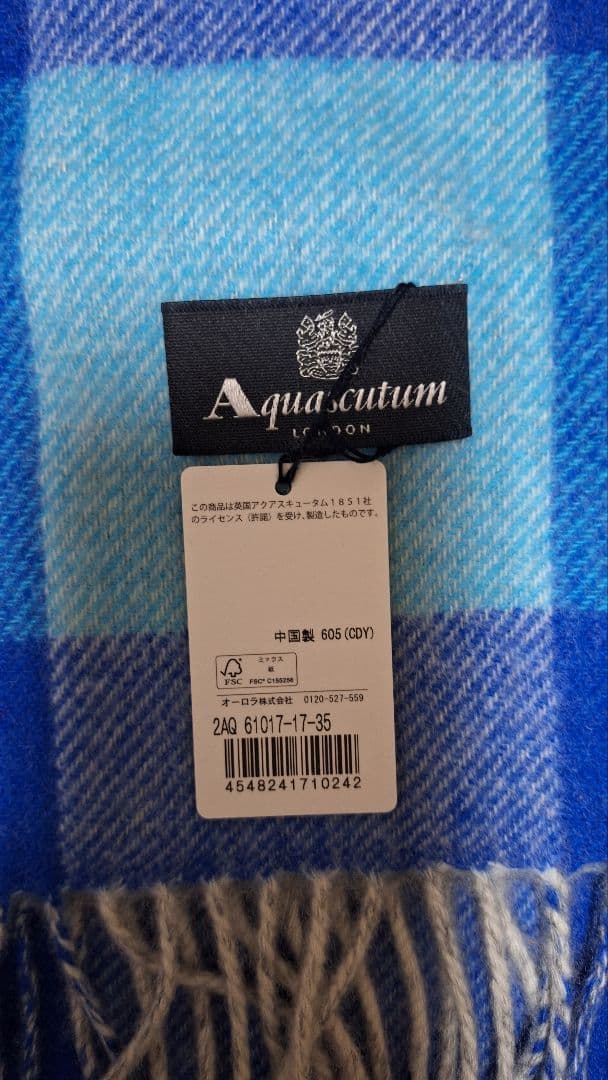 Aquascutum
LONDON
この商品は英国アクアスキュータム1851社
のライセンス（許諾）を受け、製造したものです。
中国製 605(CDY)
ミックス
紙
FSC
FSC® C155256
オーロラ株式会社 0120-527-559
2AQ 61017-17-35
4548241710242